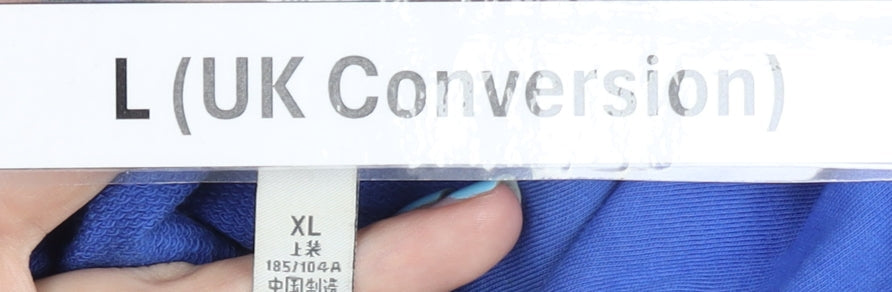 L (UK Conversion)
XL
上装
185/104A
中国制造